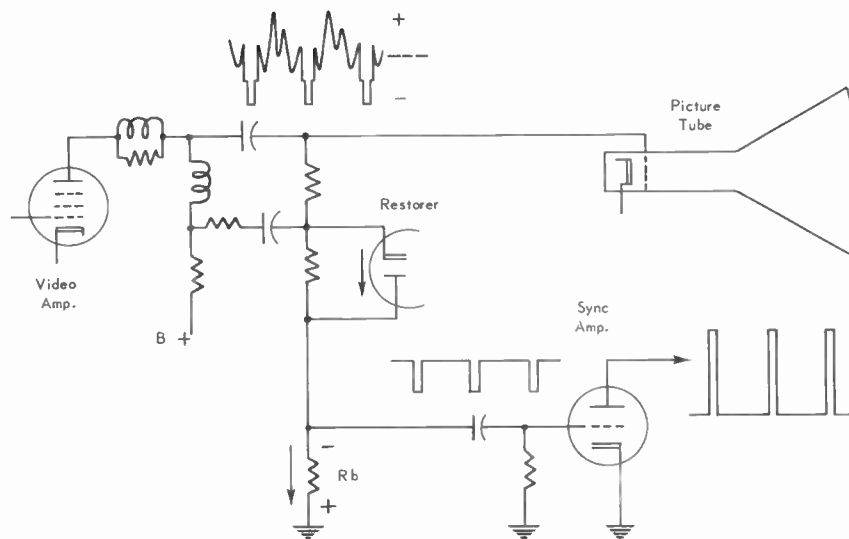 +
−
Picture
Tube
Restorer
Video
Amp.
B +
Sync
Amp.
−
Rb
+